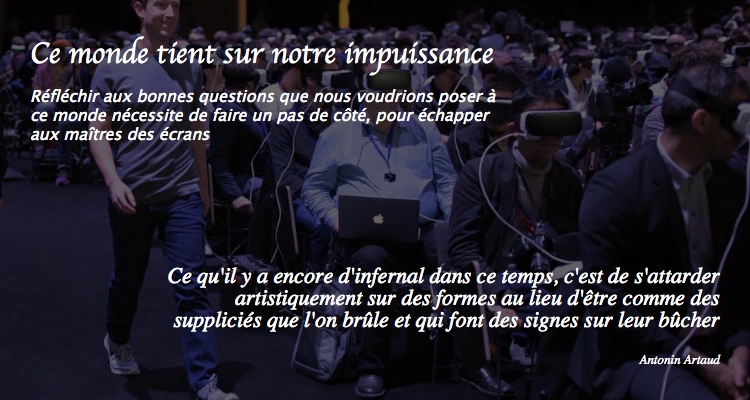 Ce monde tient sur notre impuissance
Réfléchir aux bonnes questions que nous voudrions poser à
ce monde nécessite de faire un pas de côté, pour échapper
aux maîtres des écrans
Ce qu'il y a encore d'infernal dans ce temps, c'est de s'attarder
artistiquement sur des formes au lieu d'être comme des
suppliciés que l'on brûle et qui font des signes sur leur bûcher
Antonin Artaud